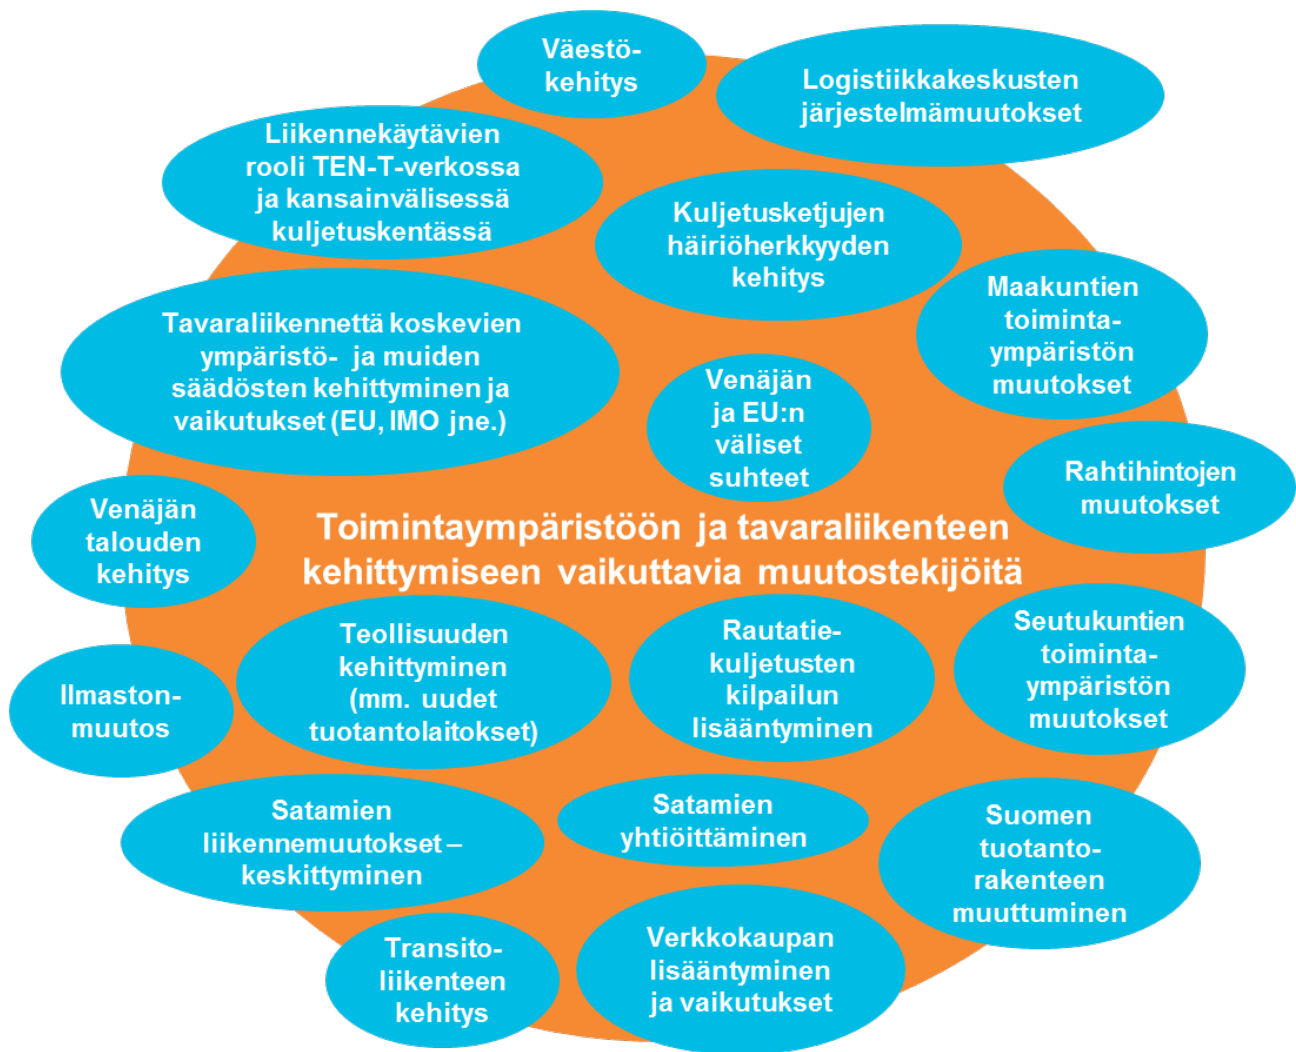 Väestö-
kehitys
Logistiikkakeskusten
järjestelmämuutokset
Liikennekäytävien
rooli TEN-T-verkossa
ja kansainvälisessä
kuljetuskentässä
Kuljetusketjujen
häiriöherkkyyden
kehitys
Maakuntien
toiminta-
ympäristön
muutokset
Tavaraliikennettä koskevien
ympäristö- ja muiden
säädösten kehittyminen ja
vaikutukset (EU, IMO jne.)
Venäjän
ja EU:n
väliset
suhteet
Rahtihintojen
muutokset
Venäjän
talouden
kehitys
Toimintaympäristöön ja tavaraliikenteen
kehittymiseen vaikuttavia muutostekijöitä
Teollisuuden
kehittyminen
(mm. uudet
tuotantolaitokset)
Rautatie-
kuljetusten
kilpailun
lisääntyminen
Seutukuntien
toiminta-
ympäristön
muutokset
Ilmaston-
muutos
Satamien
liikennemuutokset –
keskittyminen
Satamien
yhtiöittäminen
Suomen
tuotanto-
rakenteen
muuttuminen
Transito-
liikenteen
kehitys
Verkkokaupan
lisääntyminen
ja vaikutukset